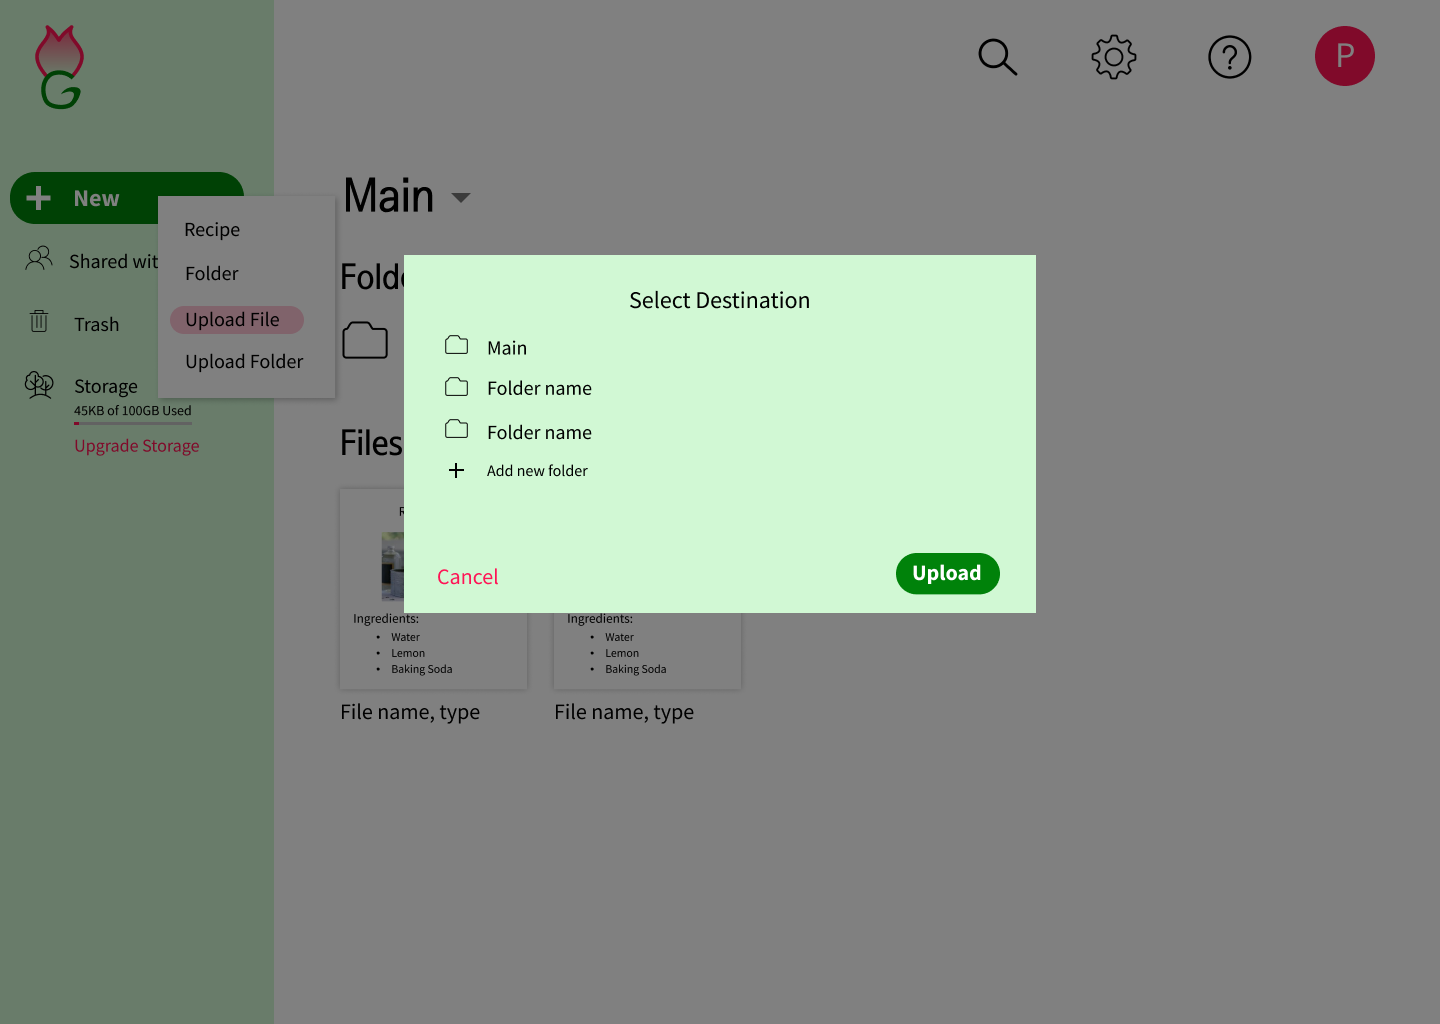 G
P
New
Main
Recipe
Shared wit
Folder
Folde
Select Destination
Upload File
Trash
Main
Upload Folder
Storage
Folder name
45KB of 100GB Used
Folder name
Upgrade Storage
Files
Add new folder
R
Cancel
Upload
Ingredients:
• Water
• Lemon
• Baking Soda
File name, type
Ingredients:
• Water
• Lemon
• Baking Soda
File name, type